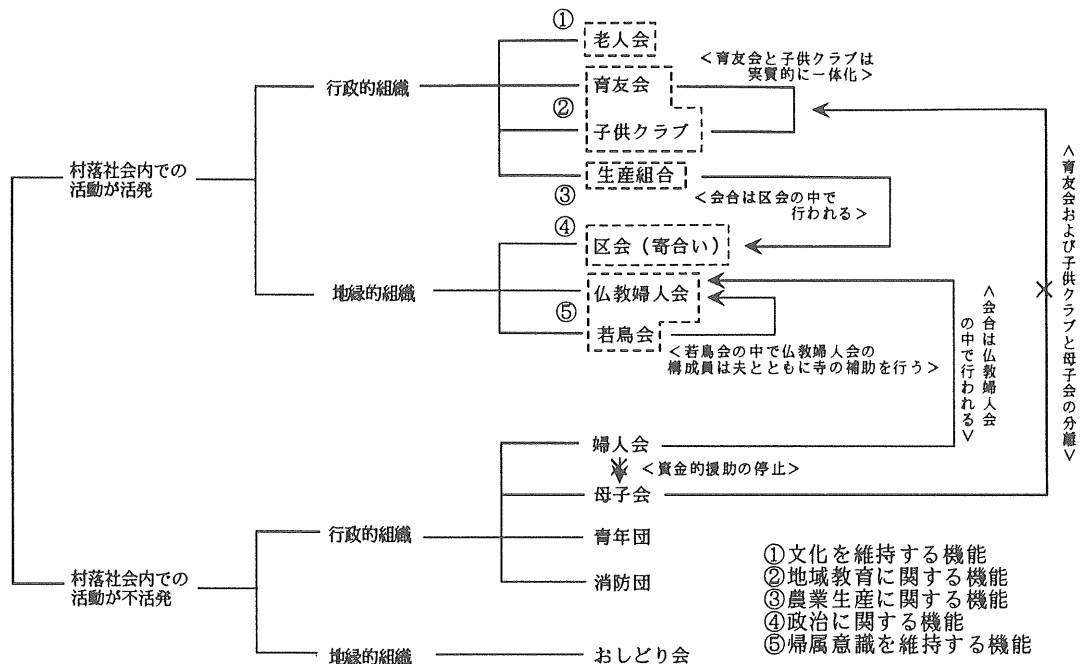 ①
老人会
<育友会と子供クラブは
実質的に一体化>
行政的組織
育友会
②
子供クラブ
村落社会内での
活動が活発
生産組合
③
<会合は区会の中で
行われる>
④
区会（寄合い）
地縁的組織
仏教婦人会
⑤
若鳥会
<若鳥会の中で仏教婦人会の
構成員は夫とともに寺の補助を行う>
<会合は仏教婦人会
の中で行われる>
<育友会および子供クラブと母子会の分離>
婦人会
<資金的援助の停止>
母子会
行政的組織
青年団
村落社会内での
活動が不活発
消防団
地縁的組織
おしどり会
①文化を維持する機能
②地域教育に関する機能
③農業生産に関する機能
④政治に関する機能
⑤帰属意識を維持する機能